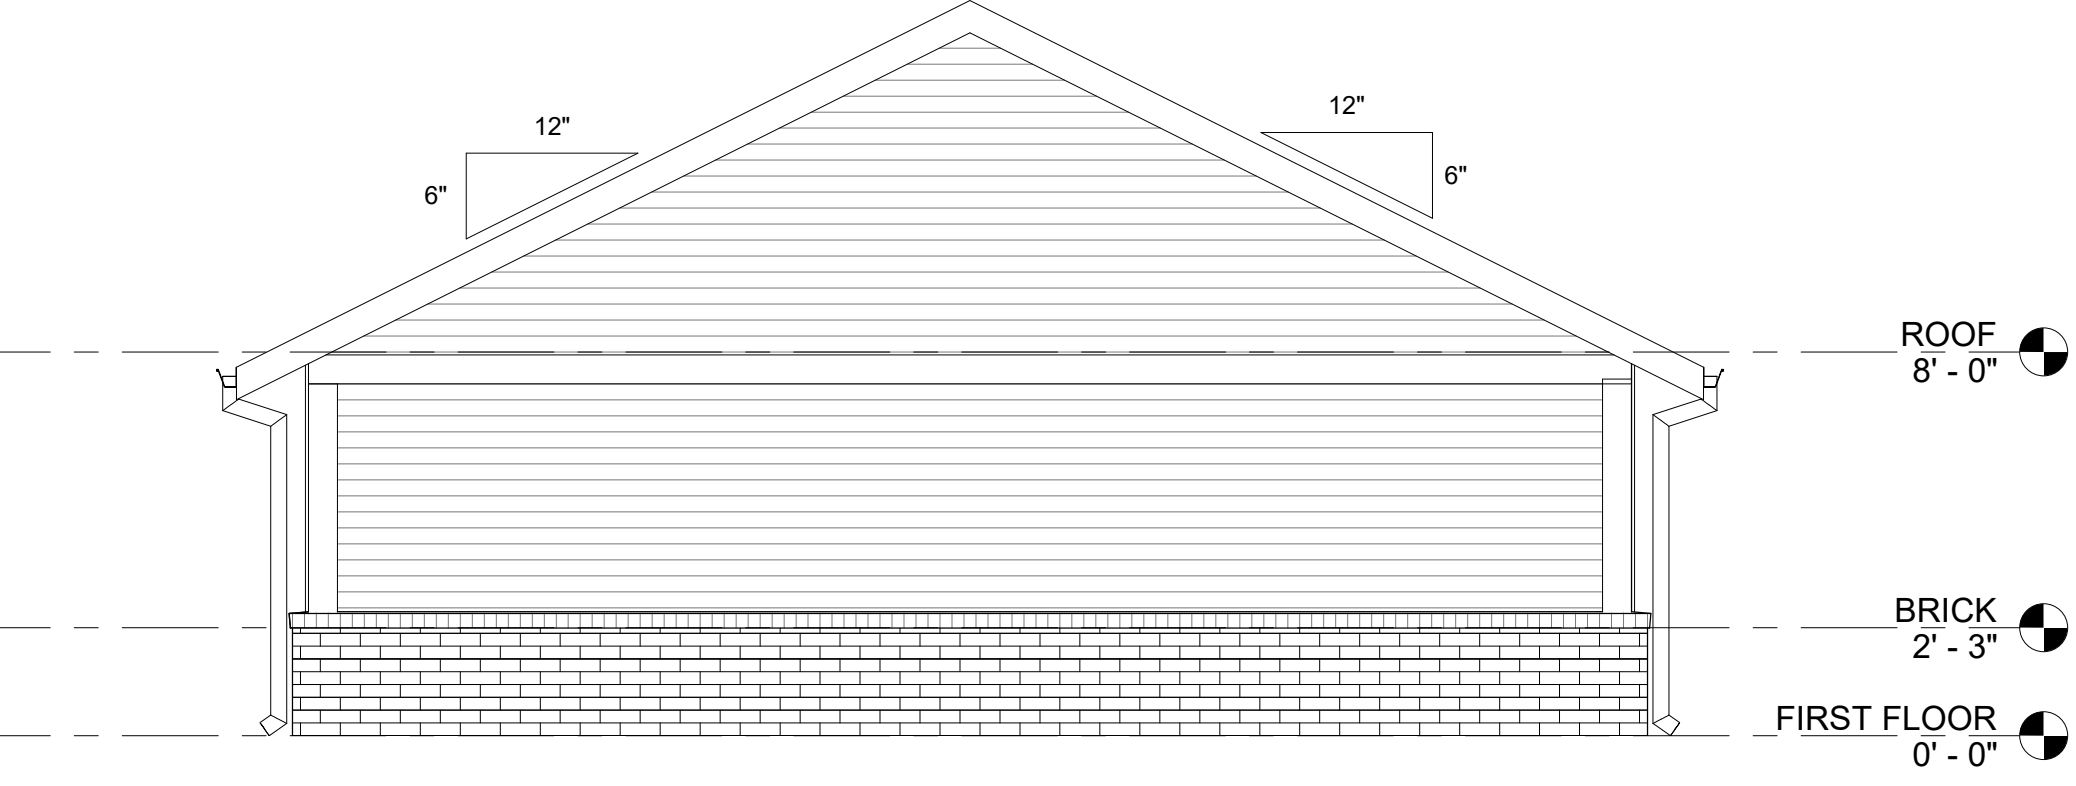 12"
6"
12"
6"
ROOF
8' - 0"
BRICK
2' - 3"
FIRST FLOOR
0' - 0"